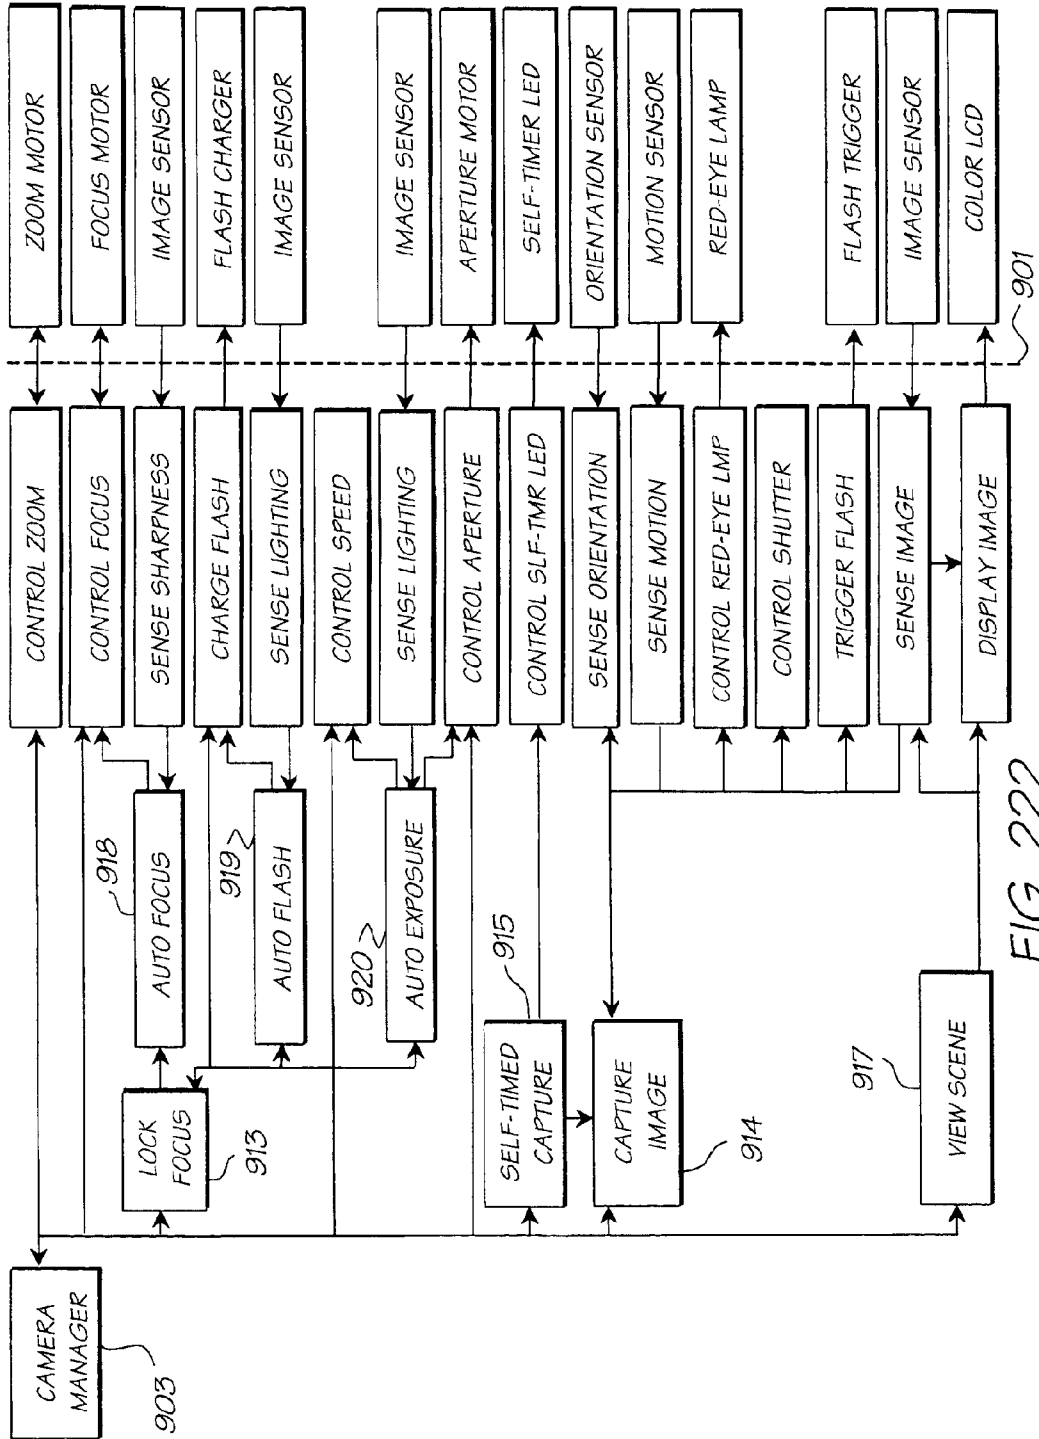 CAMERA
MANAGER
903
LOCK
FOCUS
913
AUTO FOCUS
918
AUTO FLASH
919
AUTO EXPOSURE
920
SELF-TIMED
CAPTURE
915
CAPTURE
IMAGE
914
VIEW SCENE
917
CONTROL ZOOM
CONTROL FOCUS
SENSE SHARPNESS
CHARGE FLASH
SENSE LIGHTING
CONTROL SPEED
SENSE LIGHTING
CONTROL APERTURE
CONTROL SLF-TMR LED
SENSE ORIENTATION
SENSE MOTION
CONTROL RED-EYE LMP
CONTROL SHUTTER
TRIGGER FLASH
SENSE IMAGE
DISPLAY IMAGE
ZOOM MOTOR
FOCUS MOTOR
IMAGE SENSOR
FLASH CHARGER
IMAGE SENSOR
IMAGE SENSOR
APERTURE MOTOR
SELF-TIMER LED
ORIENTATION SENSOR
MOTION SENSOR
RED-EYE LAMP
FLASH TRIGGER
IMAGE SENSOR
COLOR LCD
901
FIG. 222